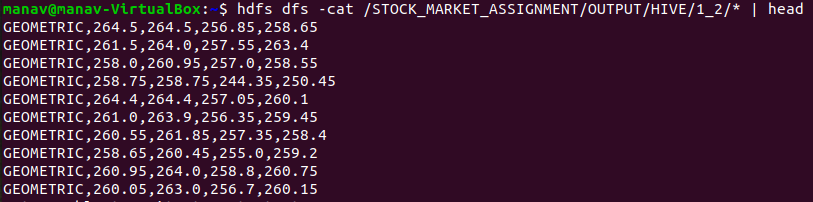 manav@manav-VirtualBox:~$ hdfs dfs -cat /STOCK_MARKET_ASSIGNMENT/OUTPUT/HIVE/1_2/* | head
GEOMETRIC,264.5,264.5,256.85,258.65
GEOMETRIC,261.5,264.0,257.55,263.4
GEOMETRIC,258.0,260.95,257.0,258.55
GEOMETRIC,258.75,258.75,244.35,250.45
GEOMETRIC,264.4,264.4,257.05,260.1
GEOMETRIC,261.0,263.9,256.35,259.45
GEOMETRIC,260.55,261.85,257.35,258.4
GEOMETRIC,258.65,260.45,255.0,259.2
GEOMETRIC,260.95,264.0,258.8,260.75
GEOMETRIC,260.05,263.0,256.7,260.15